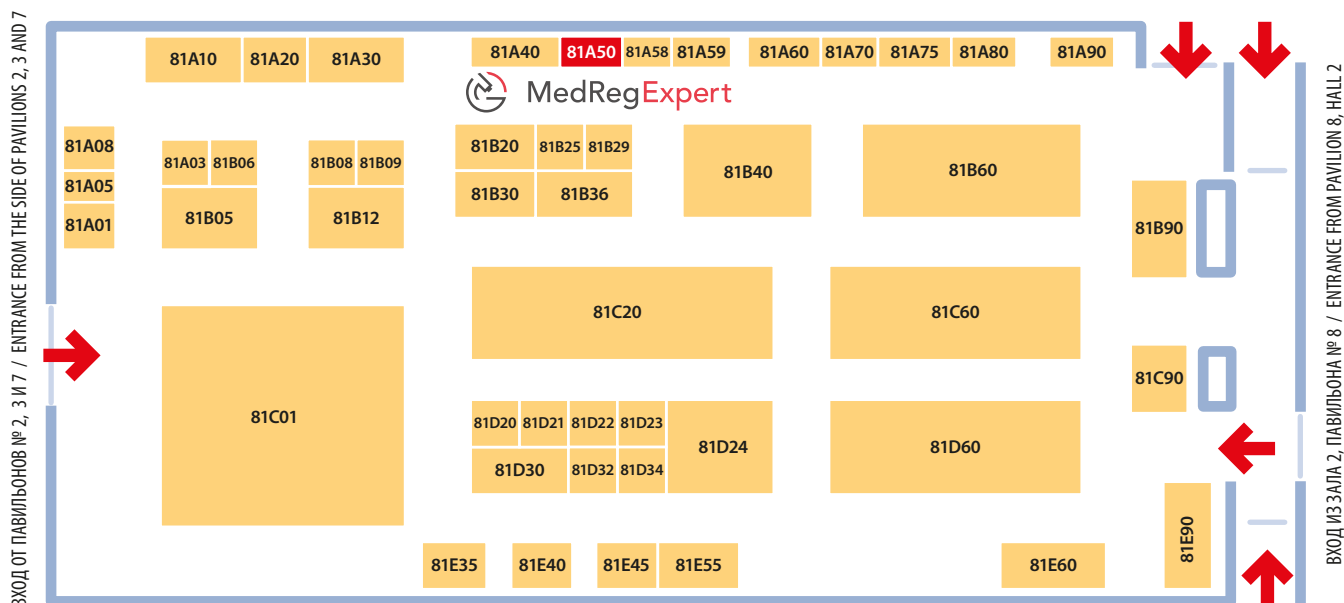 ВХОД ОТ ПАВИЛЬОНОВ № 2, 3 И 7 / ENTRANCE FROM THE SIDE OF PAVILIONS 2, 3 AND 7
81A10 81A20 81A30 81A40 81A50 81A58 81A59 81A60 81A70 81A75 81A80 81A90
MedRegExpert
81A08
81A05
81A01
81A03 81B06 81B08 81B09
81B05 81B12
81B20 81B25 81B29
81B30 81B36
81B40 81B60
81B90
81C01
81C20 81C60
81C90
81D20 81D21 81D22 81D23
81D30 81D32 81D34
81D24 81D60
81E35 81E40 81E45 81E55 81E60
81E90
ВХОД ИЗ ЗАЛА 2, ПАВИЛЬОНА № 8 / ENTRANCE FROM PAVILION 8, HALL 2